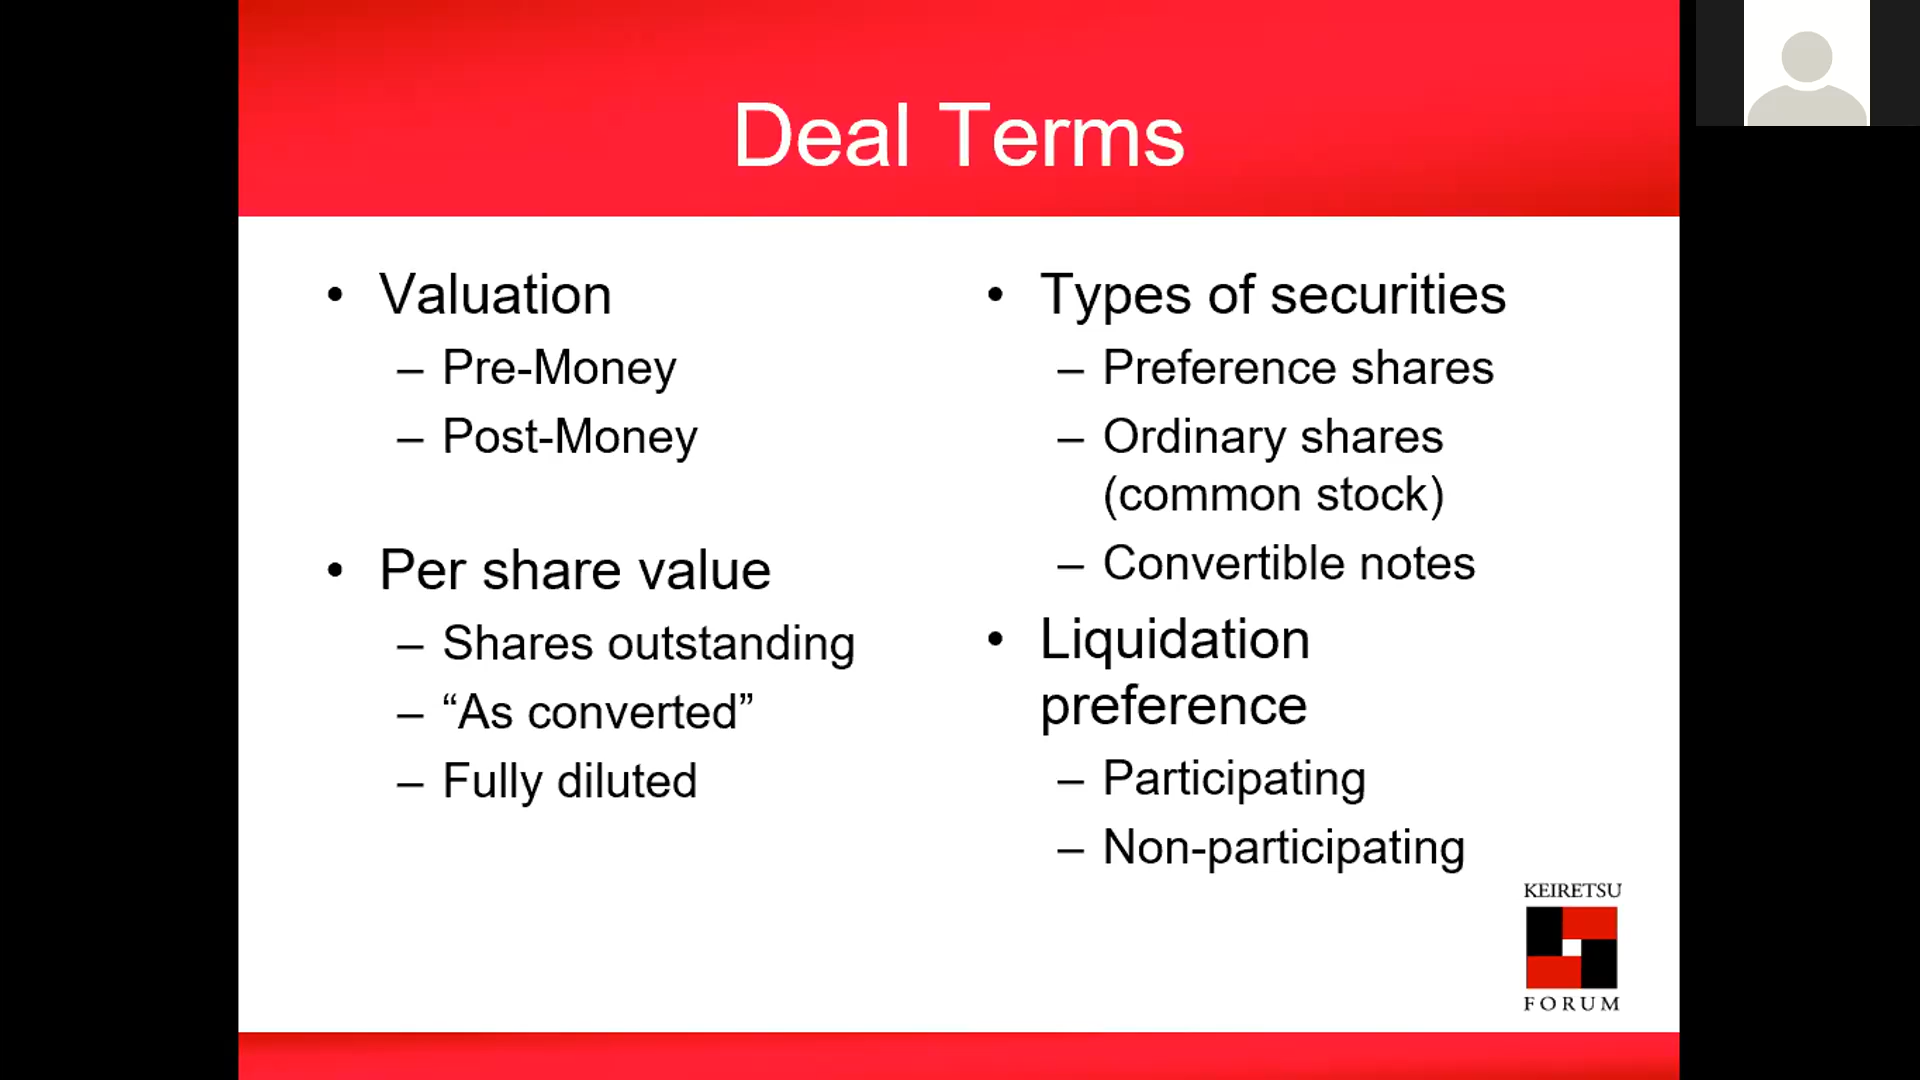 Deal Terms
• Valuation
– Pre-Money
– Post-Money
• Per share value
– Shares outstanding
– “As converted”
– Fully diluted
• Types of securities
– Preference shares
– Ordinary shares
(common stock)
– Convertible notes
• Liquidation
preference
– Participating
– Non-participating
KEIRETSU
FORUM